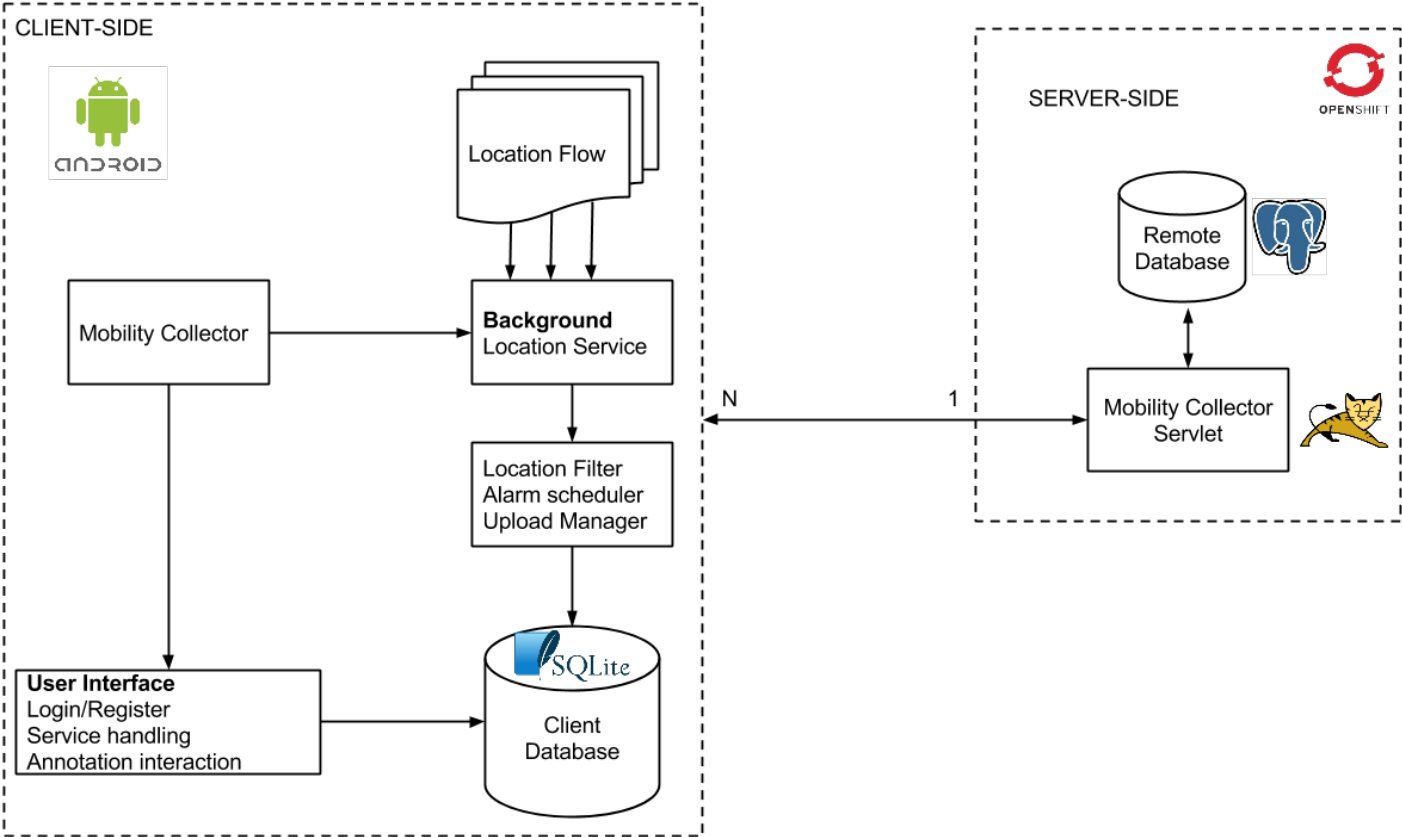 CLIENT-SIDE
ANDROID
Location Flow
Mobility Collector
Background
Location Service
Location Filter
Alarm scheduler
Upload Manager
User Interface
Login/Register
Service handling
Annotation interaction
SQLite
Client
Database
N
1
SERVER-SIDE
OPENSHIFT
Remote
Database
Mobility Collector
Servlet